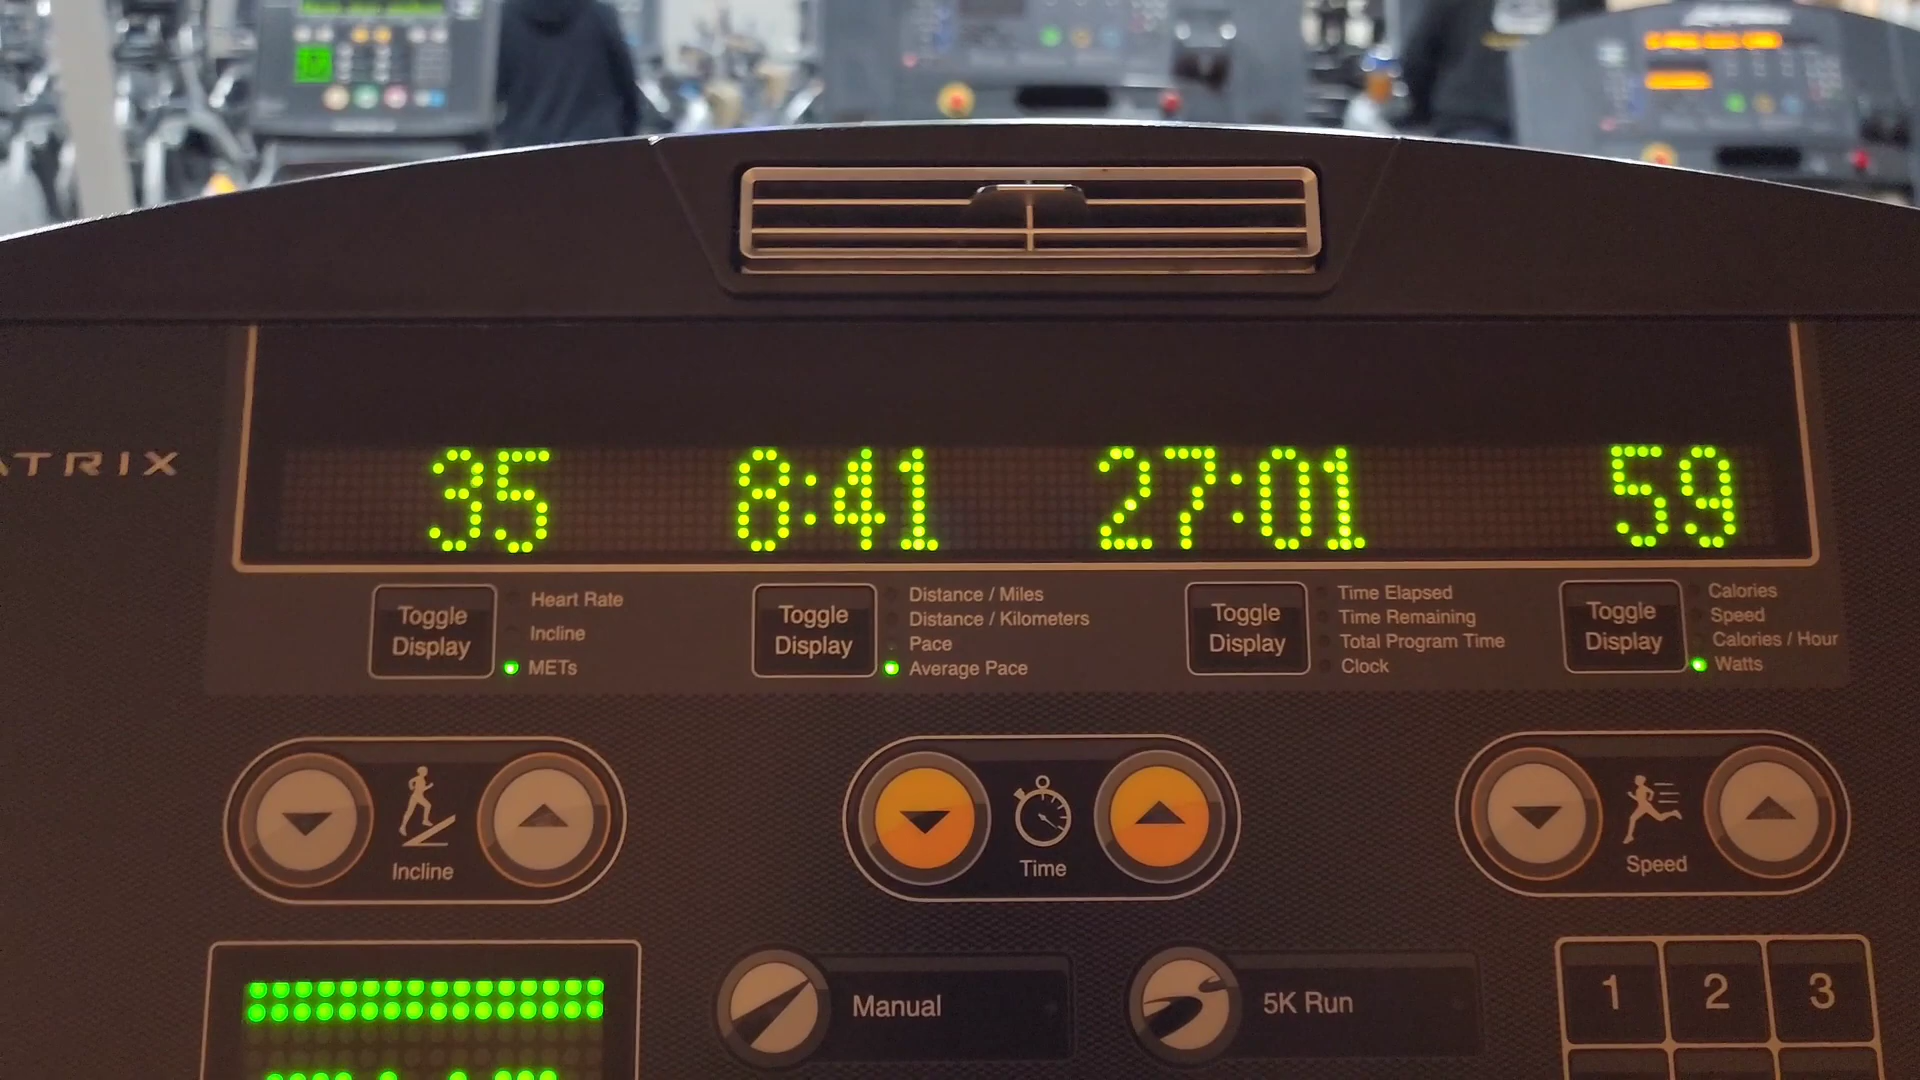 ATRIX
35 8:41 27:01 59
Toggle Display
Heart Rate
Incline
METs
Toggle Display
Distance / Miles
Distance / Kilometers
Pace
Average Pace
Toggle Display
Time Elapsed
Time Remaining
Total Program Time
Clock
Toggle Display
Calories
Speed
Calories / Hour
Watts
Incline
Time
Speed
Manual
5K Run
1 2 3